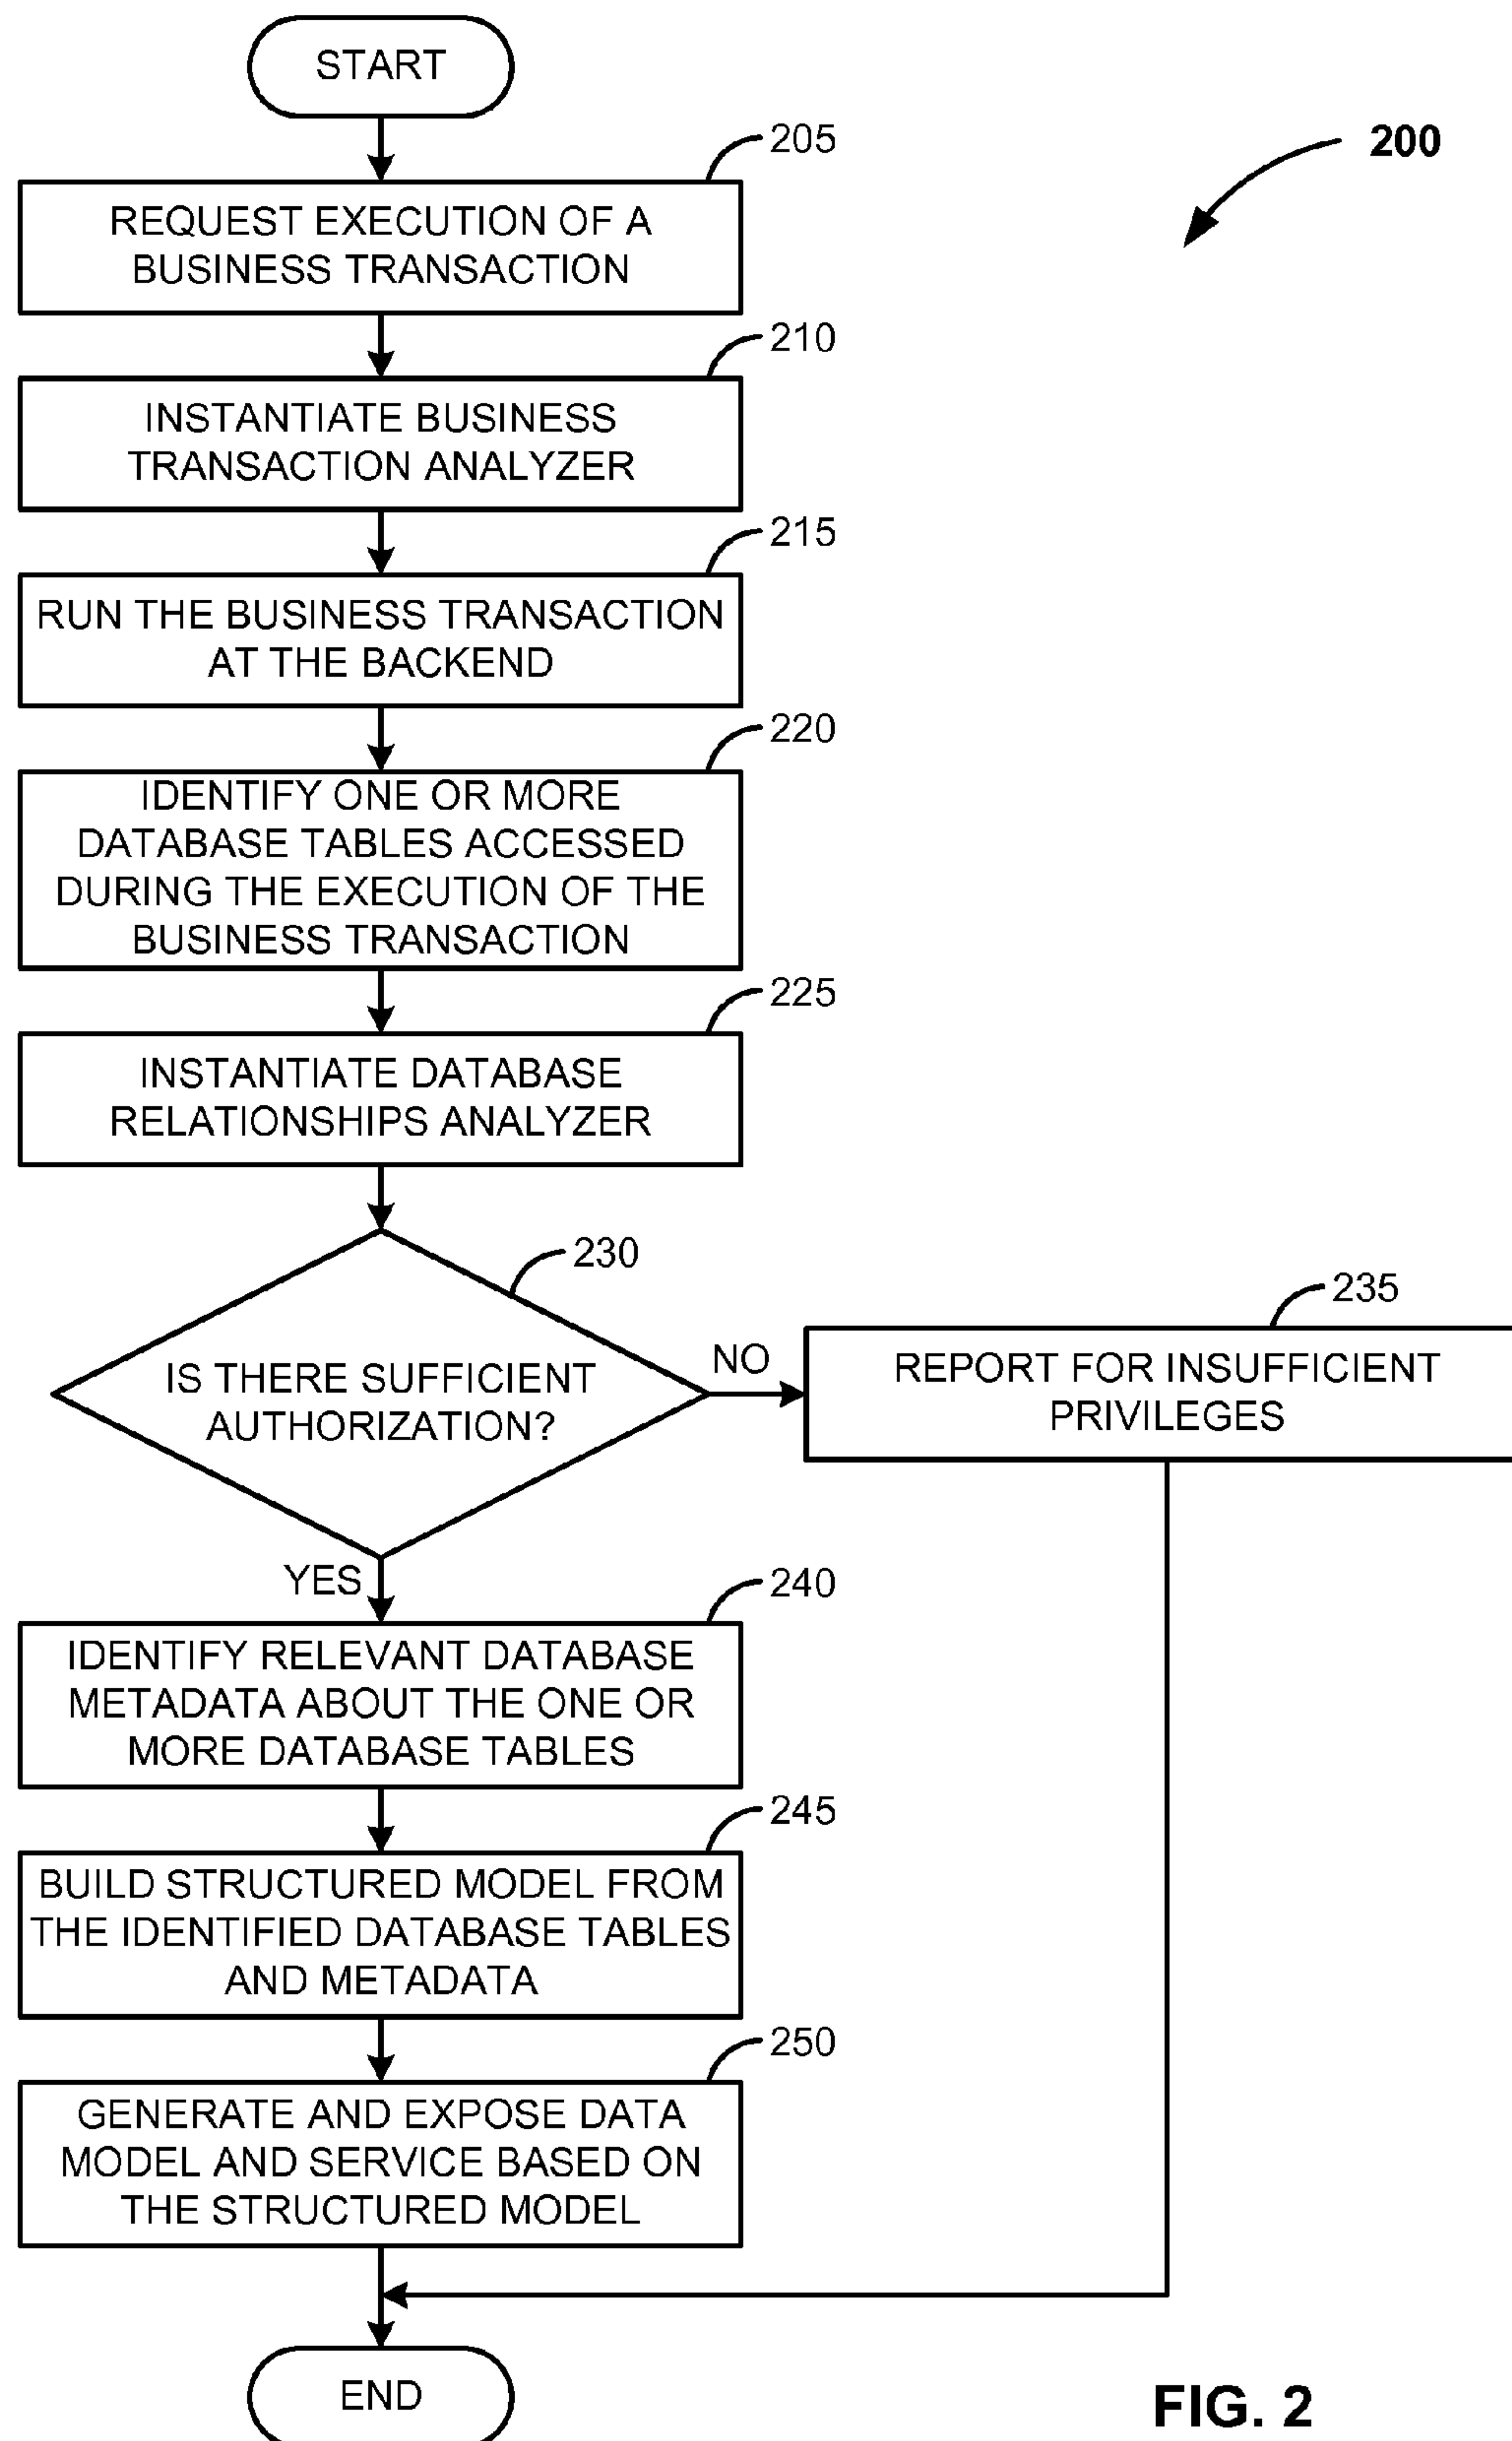 START
200
205
REQUEST EXECUTION OF A
BUSINESS TRANSACTION
210
INSTANTIATE BUSINESS
TRANSACTION ANALYZER
215
RUN THE BUSINESS TRANSACTION
AT THE BACKEND
220
IDENTIFY ONE OR MORE
DATABASE TABLES ACCESSED
DURING THE EXECUTION OF THE
BUSINESS TRANSACTION
225
INSTANTIATE DATABASE
RELATIONSHIPS ANALYZER
230
IS THERE SUFFICIENT
AUTHORIZATION?
NO
235
REPORT FOR INSUFFICIENT
PRIVILEGES
YES
240
IDENTIFY RELEVANT DATABASE
METADATA ABOUT THE ONE OR
MORE DATABASE TABLES
245
BUILD STRUCTURED MODEL FROM
THE IDENTIFIED DATABASE TABLES
AND METADATA
250
GENERATE AND EXPOSE DATA
MODEL AND SERVICE BASED ON
THE STRUCTURED MODEL
END
FIG. 2